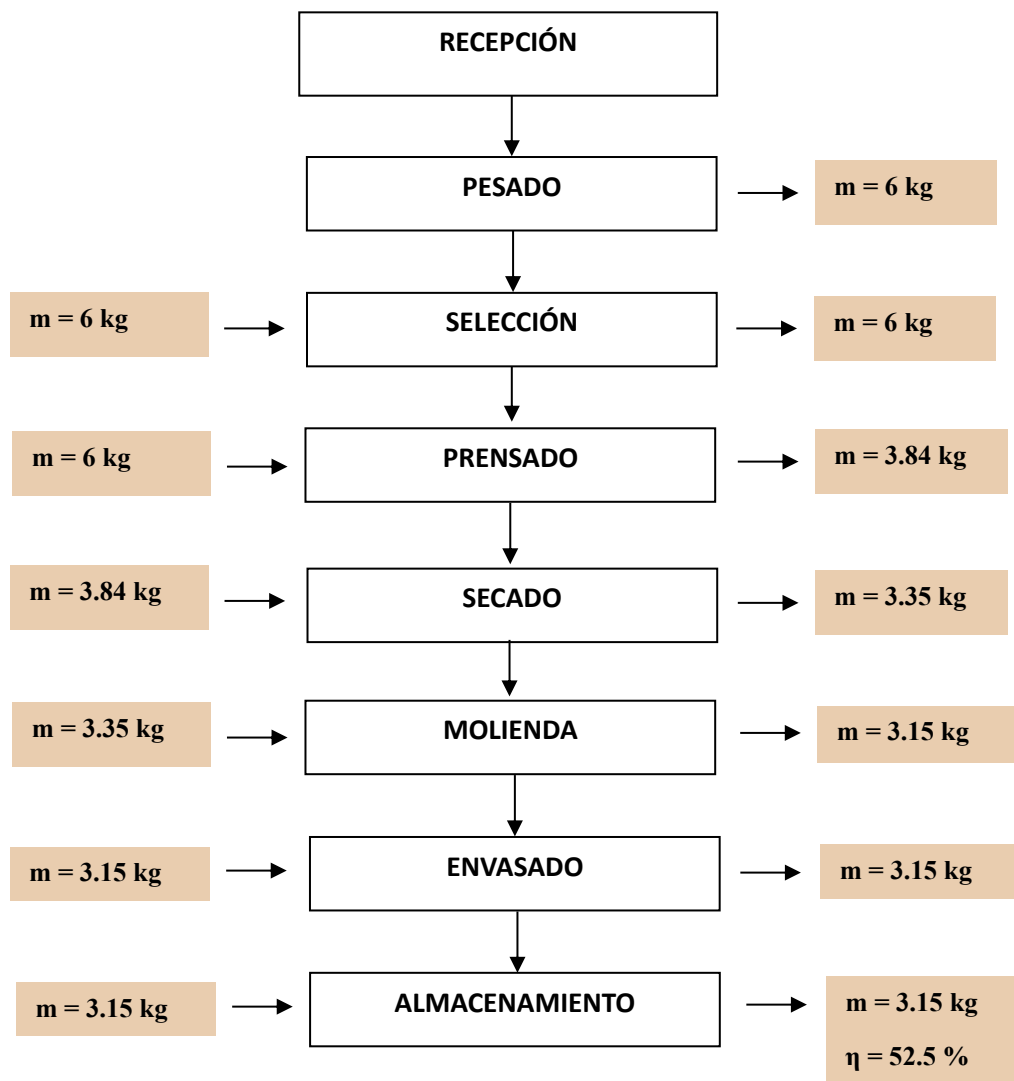 RECEPCIÓN
PESADO
m = 6 kg
m = 6 kg
SELECCIÓN
m = 6 kg
m = 6 kg
PRENSADO
m = 3.84 kg
m = 3.84 kg
SECADO
m = 3.35 kg
m = 3.35 kg
MOLIENDA
m = 3.15 kg
m = 3.15 kg
ENVASADO
m = 3.15 kg
m = 3.15 kg
ALMACENAMIENTO
m = 3.15 kg
η = 52.5 %